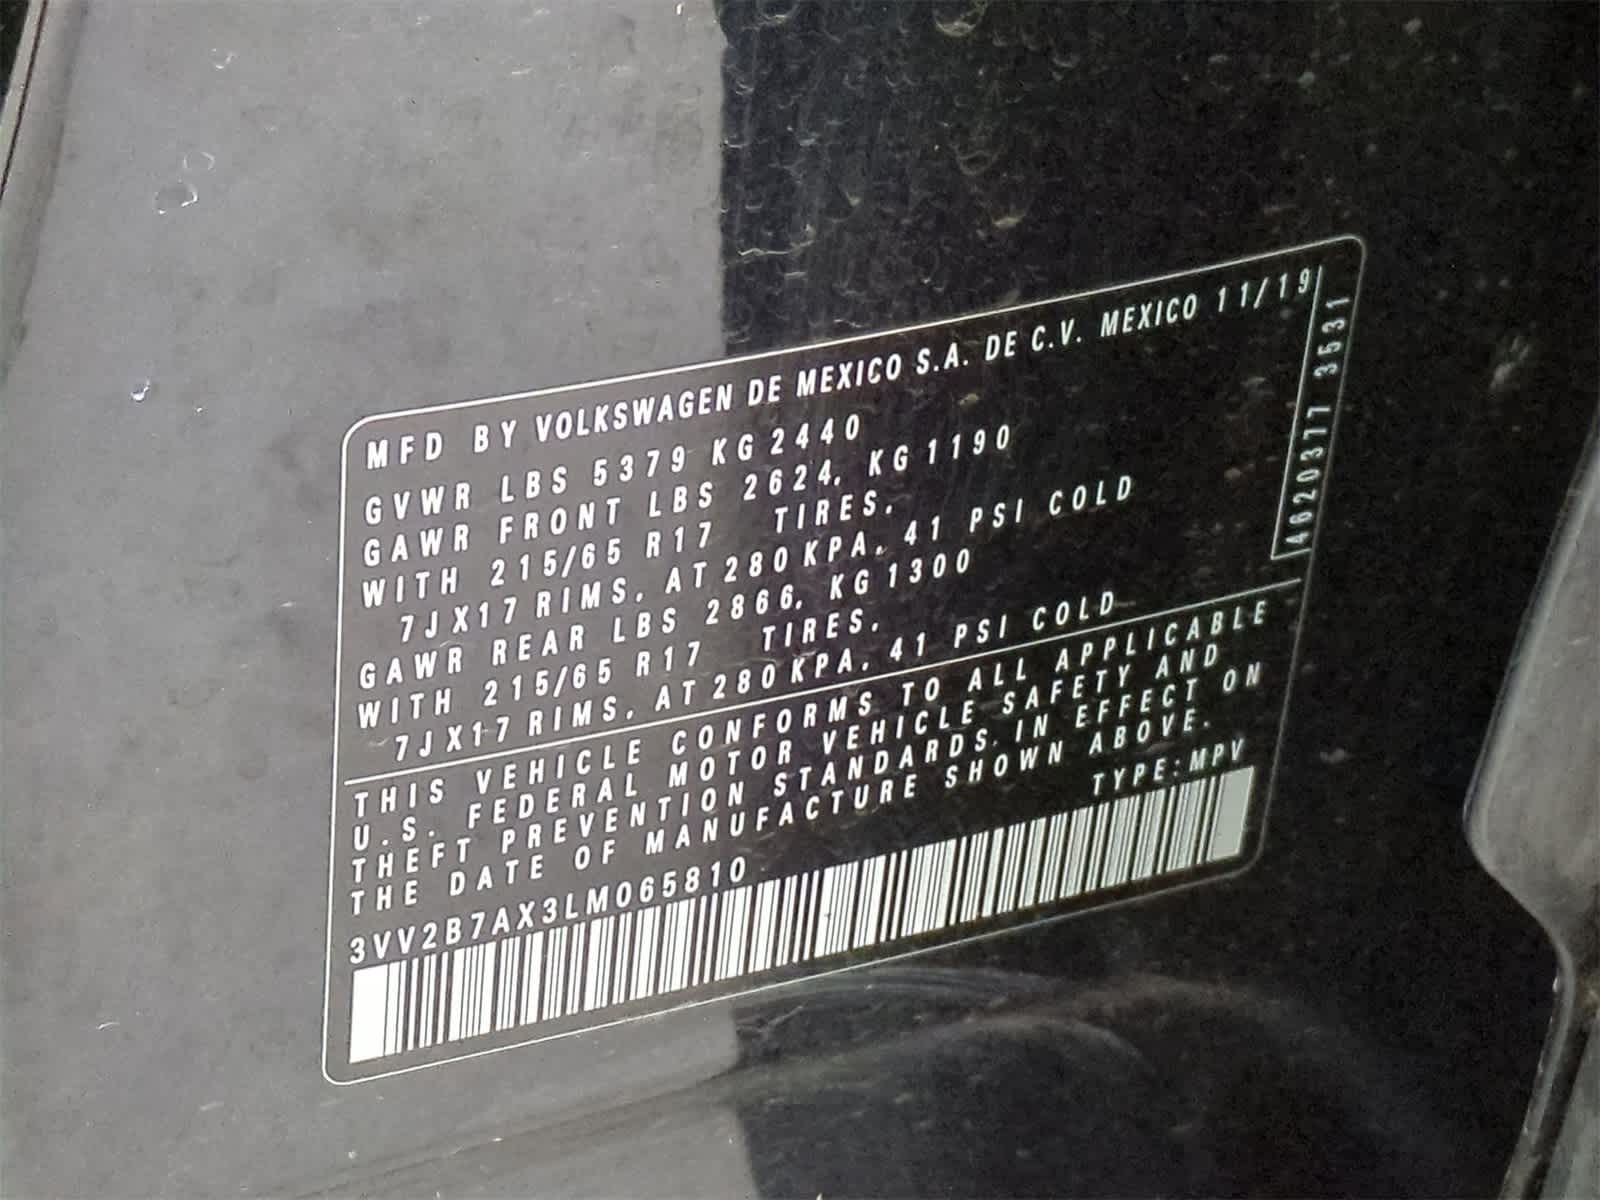 MFD BY VOLKSWAGEN DE MEXICO S.A. DE C.V. MEXICO 11/19
GVWR LBS 5379 KG 2440
GAWR FRONT LBS 2624, KG 1190
WITH 215/65 R17 TIRES,
7JX17 RIMS, AT 280 KPA, 41 PSI COLD
GAWR REAR LBS 2866, KG 1300
WITH 215/65 R17 TIRES,
7JX17 RIMS, AT 280 KPA, 41 PSI COLD
4620377 3531
THIS VEHICLE CONFORMS TO ALL APPLICABLE
U.S. FEDERAL MOTOR VEHICLE SAFETY AND
THEFT PREVENTION STANDARDS, IN EFFECT ON
THE DATE OF MANUFACTURE SHOWN ABOVE.
TYPE: MPV
3VV2B7AX3LM065810